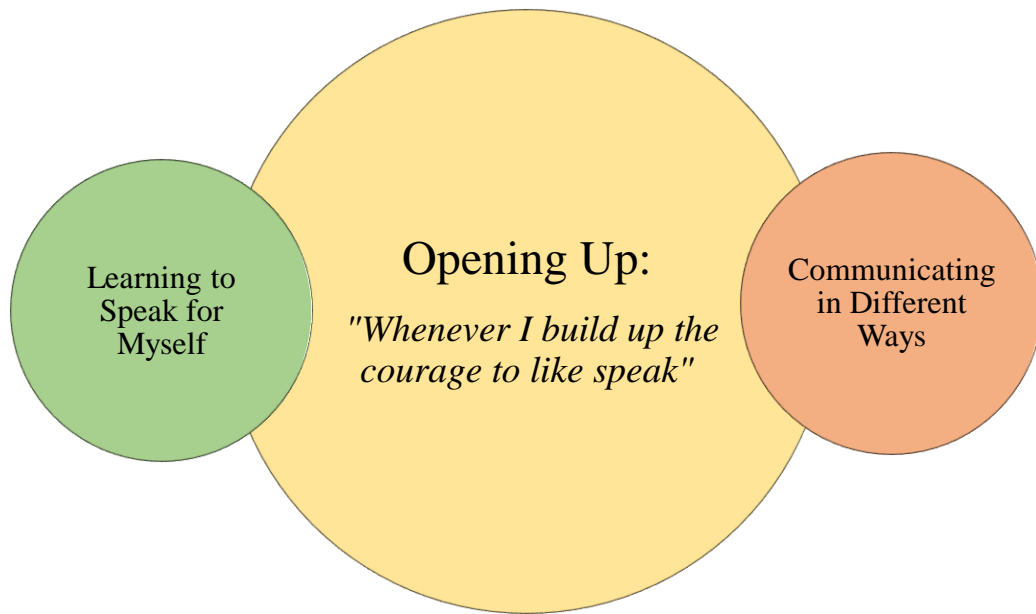 Learning to
Speak for
Myself
Opening Up:
"Whenever I build up the
courage to like speak"
Communicating
in Different
Ways